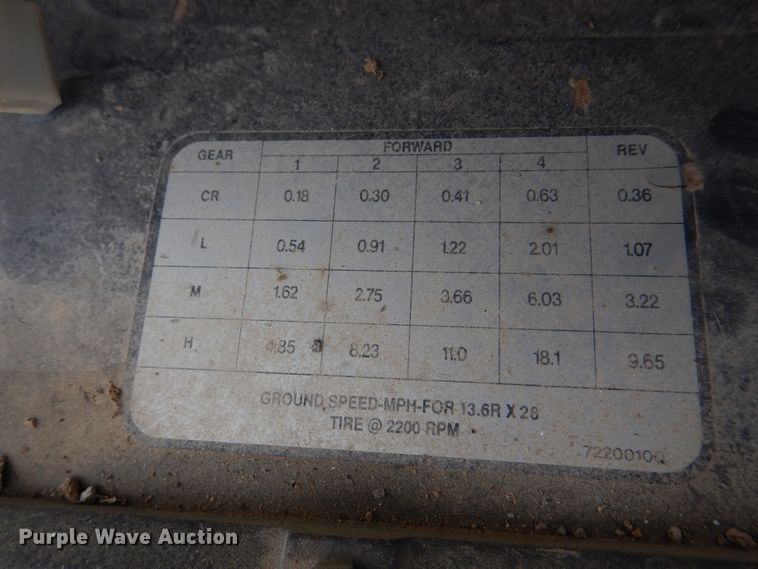 GEAR FORWARD REV
1 2 3 4
CR 0.18 0.30 0.41 0.63 0.36
L 0.54 0.91 1.22 2.01 1.07
M 1.62 2.75 3.66 6.03 3.22
H 4.85 8.23 11.0 18.1 9.65
GROUND SPEED-MPH-FOR 13.6R X 28
TIRE @ 2200 RPM
72200100
Purple Wave Auction